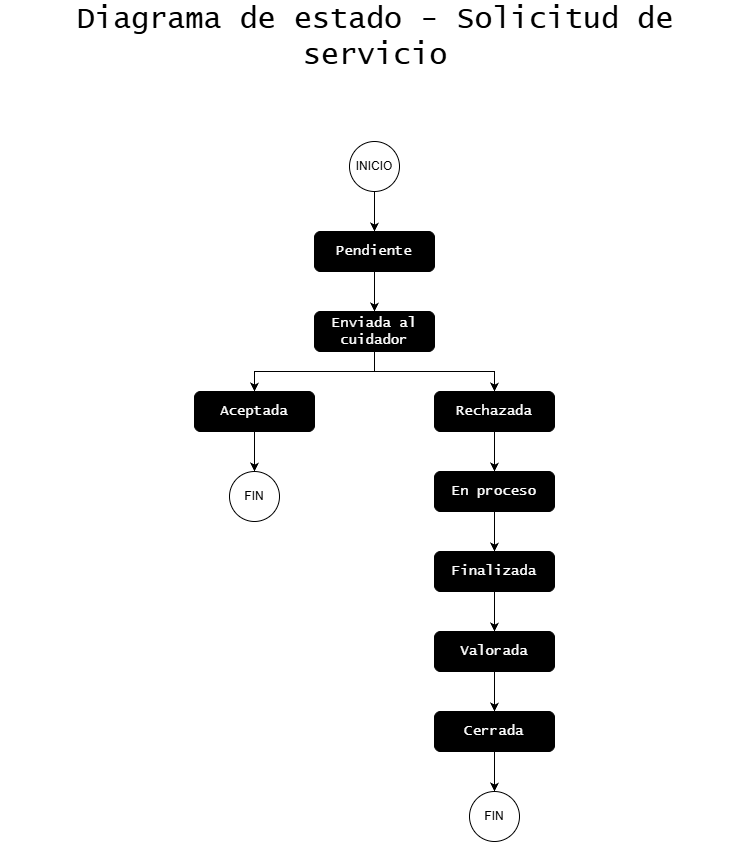 Diagrama de estado - Solicitud de
servicio
INICIO
Pendiente
Enviada al
cuidador
Aceptada
Rechazada
FIN
En proceso
Finalizada
Valorada
Cerrada
FIN